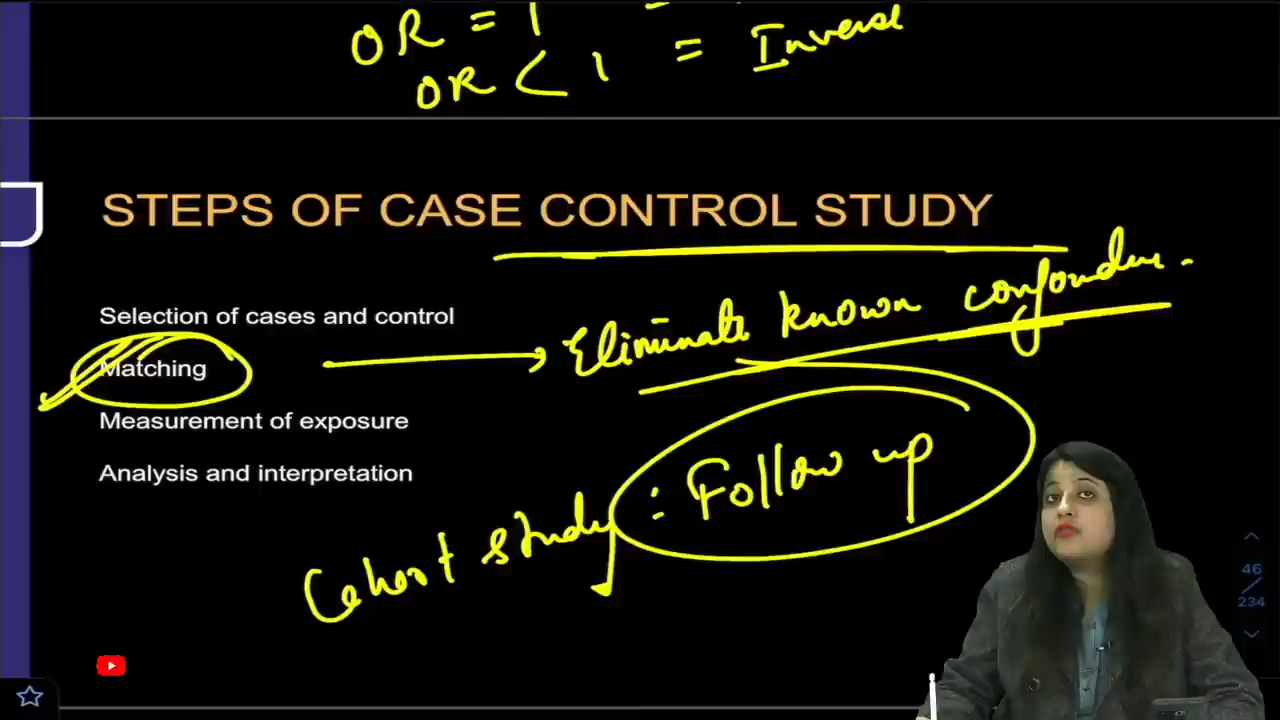 OR = 1 =
OR < 1 = Inverse
STEPS OF CASE CONTROL STUDY
Selection of cases and control
Matching → Eliminate known confounders.
Measurement of exposure
Analysis and interpretation
Cohort study : Follow up
46
/
234